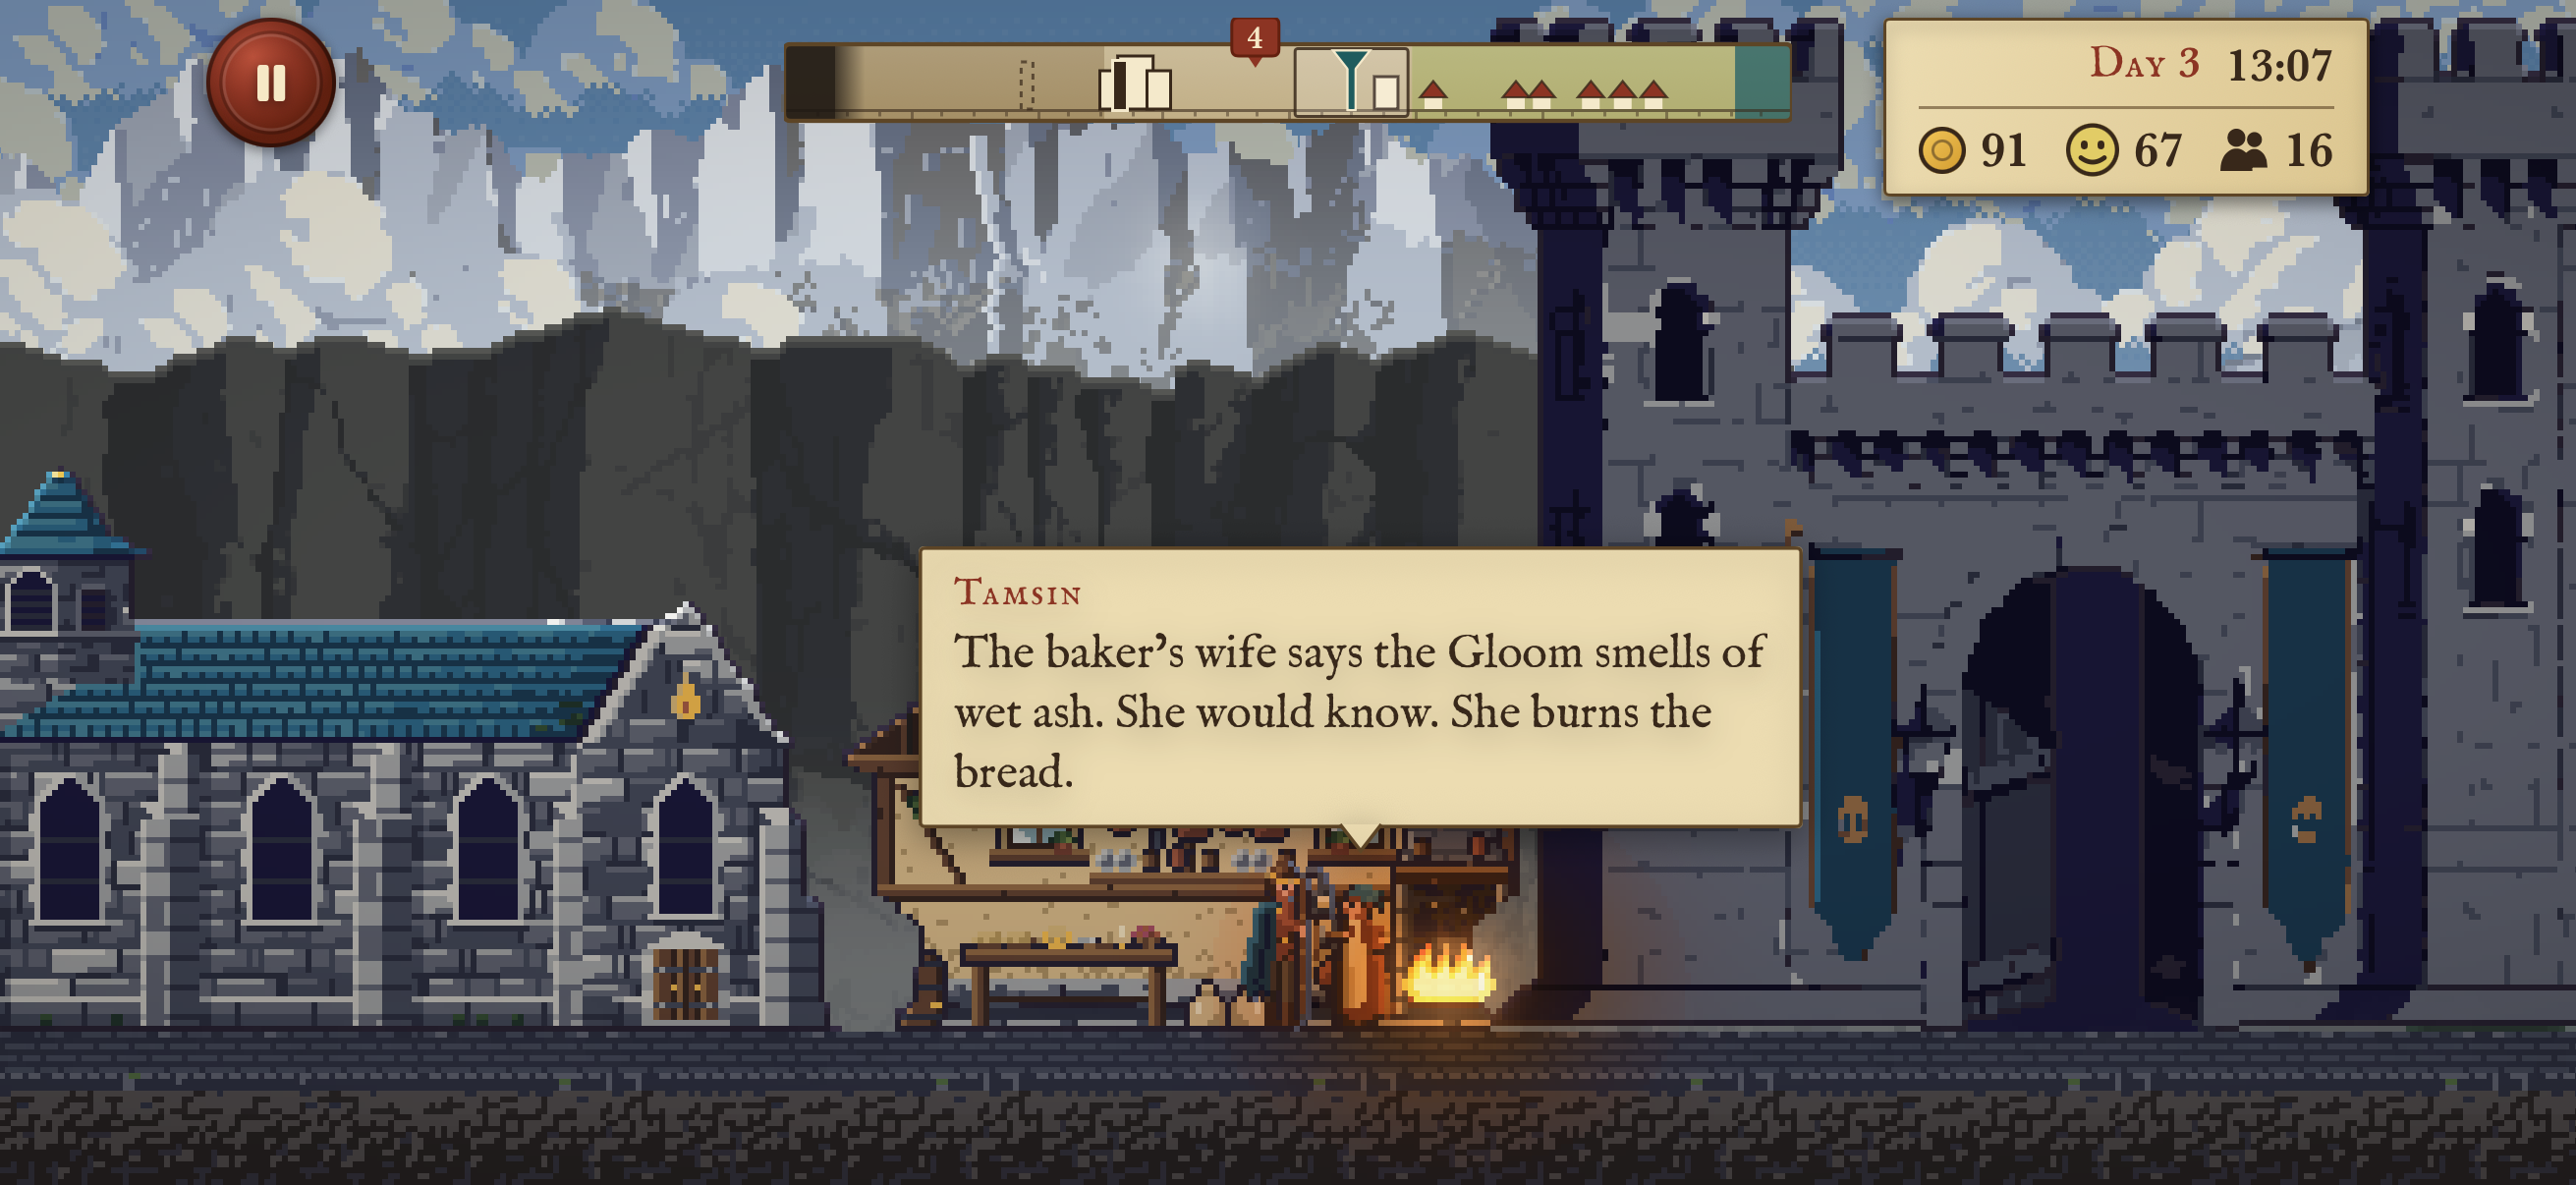 4
Day 3 13:07
91 67 16
Tamsin
The baker’s wife says the Gloom smells of
wet ash. She would know. She burns the
bread.